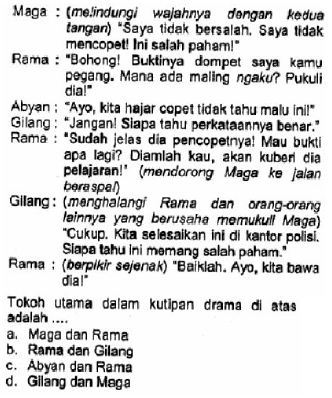 Maga : (melindungi wajahnya dengan kedua
tangan) "Saya tidak bersalah. Saya tidak
mencopet! Ini salah paham!"
Rama : "Bohong! Buktinya dompet saya kamu
pegang. Mana ada maling ngaku? Pukuli
dia!"
Abyan : "Ayo, kita hajar copet tidak tahu malu ini!"
Gilang : "Jangan! Siapa tahu perkataannya benar."
Rama : "Sudah jelas dia pencopetnya! Mau bukti
apa lagi? Diamlah kau, akan kuberi dia
pelajaran!" (mendorong Maga ke jalan
beraspal)
Gilang : (menghalangi Rama dan orang-orang
lainnya yang berusaha memukuli Maga)
"Cukup. Kita selesaikan ini di kantor polisi.
Siapa tahu ini memang salah paham."
Rama : (berpikir sejenak) "Baiklah. Ayo, kita bawa
dia!"
Tokoh utama dalam kutipan drama di atas
adalah ....
a. Maga dan Rama
b. Rama dan Gilang
c. Abyan dan Rama
d. Gilang dan Maga